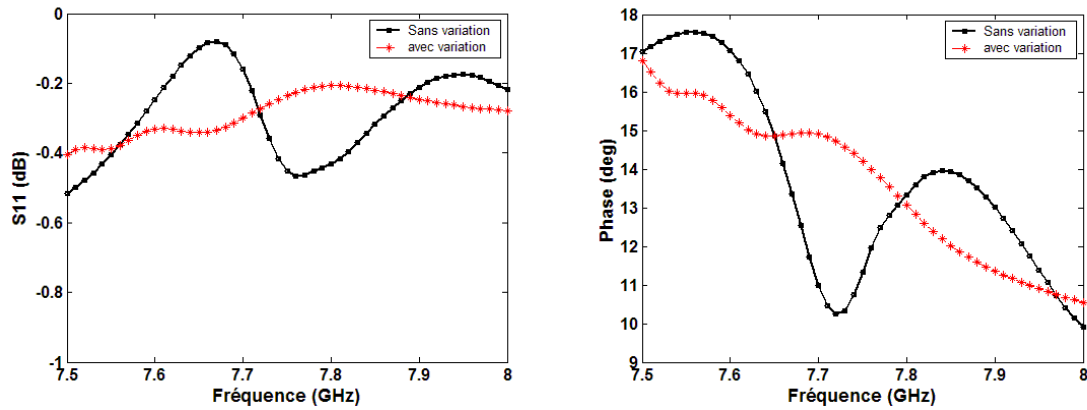 0
-0.2
-0.4
-0.6
-0.8
-1
S11 (dB)
7.5 7.6 7.7 7.8 7.9 8
Fréquence (GHz)
Sans variation
avec variation
18
17
16
15
14
13
12
11
10
9
Phase (deg)
7.5 7.6 7.7 7.8 7.9 8
Fréquence (GHz)
Sans variation
avec variation